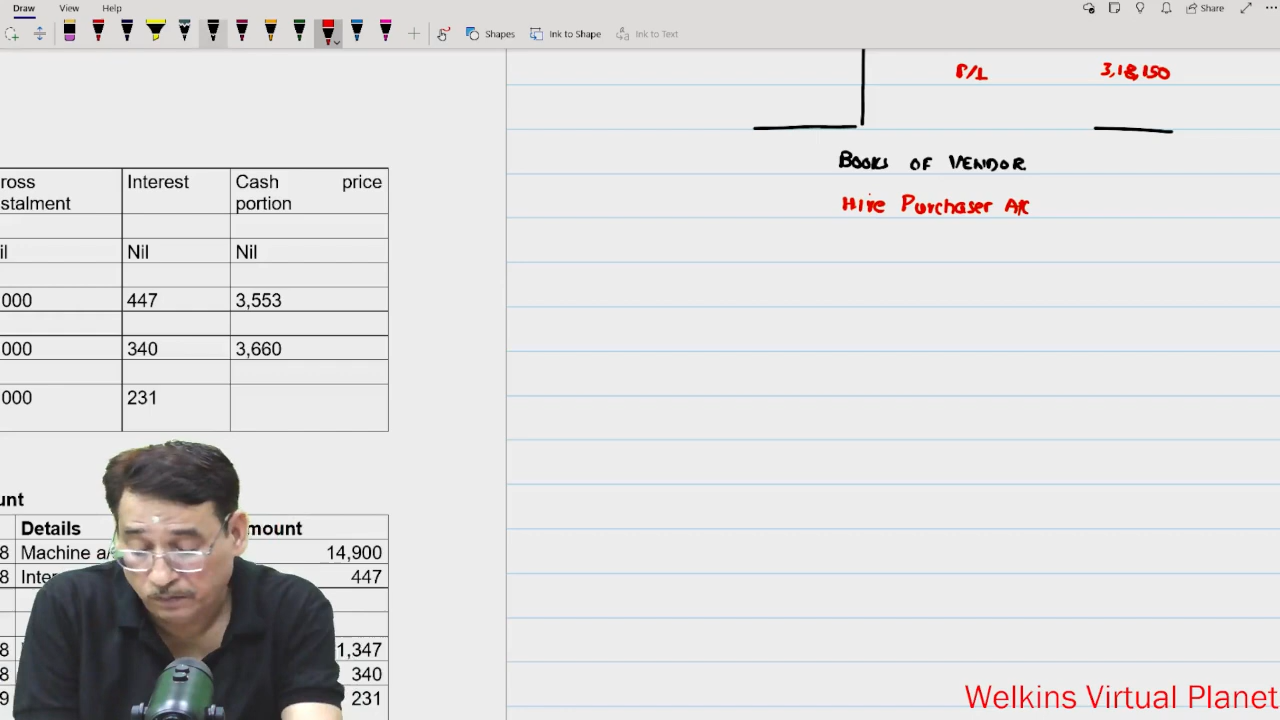 Draw View Help
Share
Shapes Ink to Shape Ink to Text
P/L 3,18,150
BOOKS OF VENDOR
Hire Purchaser A/c
ross Interest Cash price
stalment portion
il Nil Nil
000 447 3,553
000 340 3,660
000 231
unt
Details mount
8 Machine a/ 14,900
8 Inte 447
8 1,347
8 340
9 231
Welkins Virtual Planet